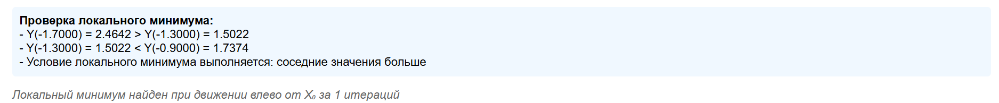 Проверка локального минимума:
- Y(-1.7000) = 2.4642 > Y(-1.3000) = 1.5022
- Y(-1.3000) = 1.5022 < Y(-0.9000) = 1.7374
- Условие локального минимума выполняется: соседние значения больше
Локальный минимум найден при движении влево от X₀ за 1 итераций